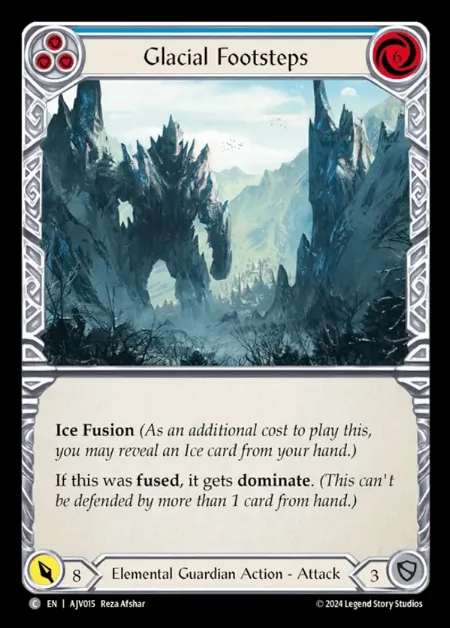 Glacial Footsteps
6
Ice Fusion (As an additional cost to play this,
you may reveal an Ice card from your hand.)
If this was fused, it gets dominate. (This can't
be defended by more than 1 card from hand.)
8
Elemental Guardian Action - Attack
3
C EN | AJV015 Reza Afshar
© 2024 Legend Story Studios